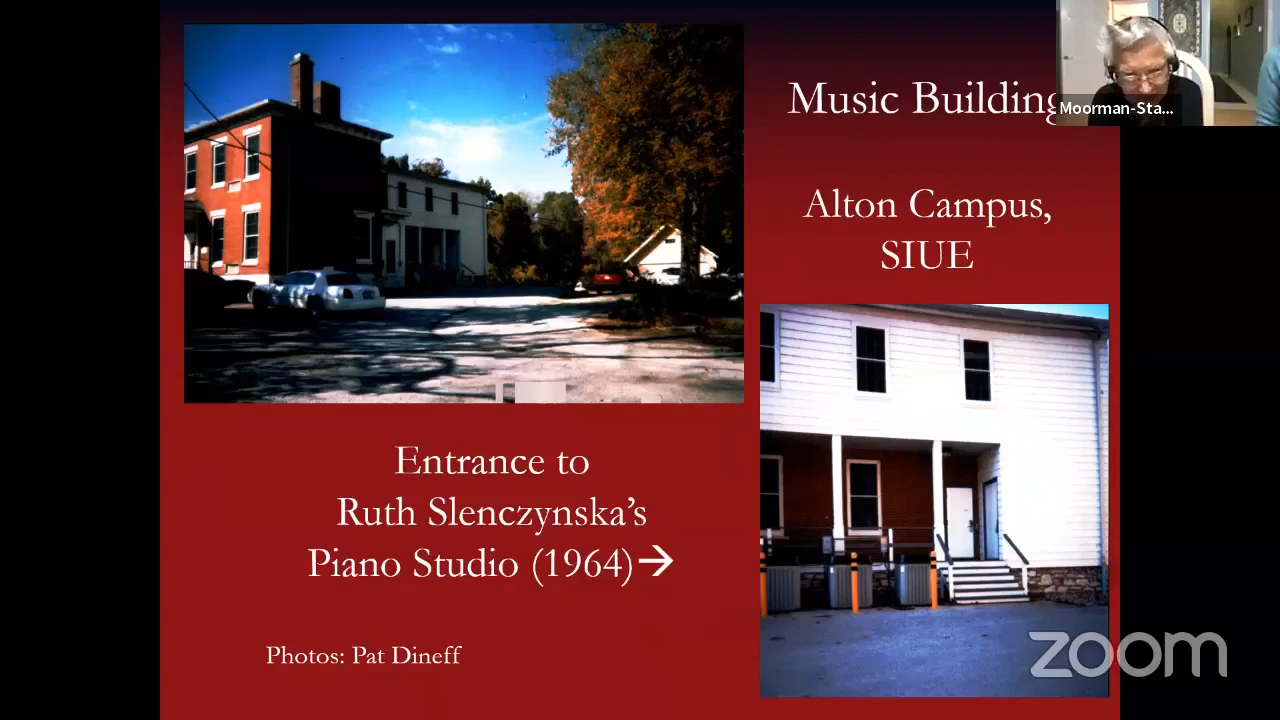 Music Building
Moorman-Sta...
Alton Campus,
SIUE
Entrance to
Ruth Slenczynska’s
Piano Studio (1964)→
Photos: Pat Dineff
zoom